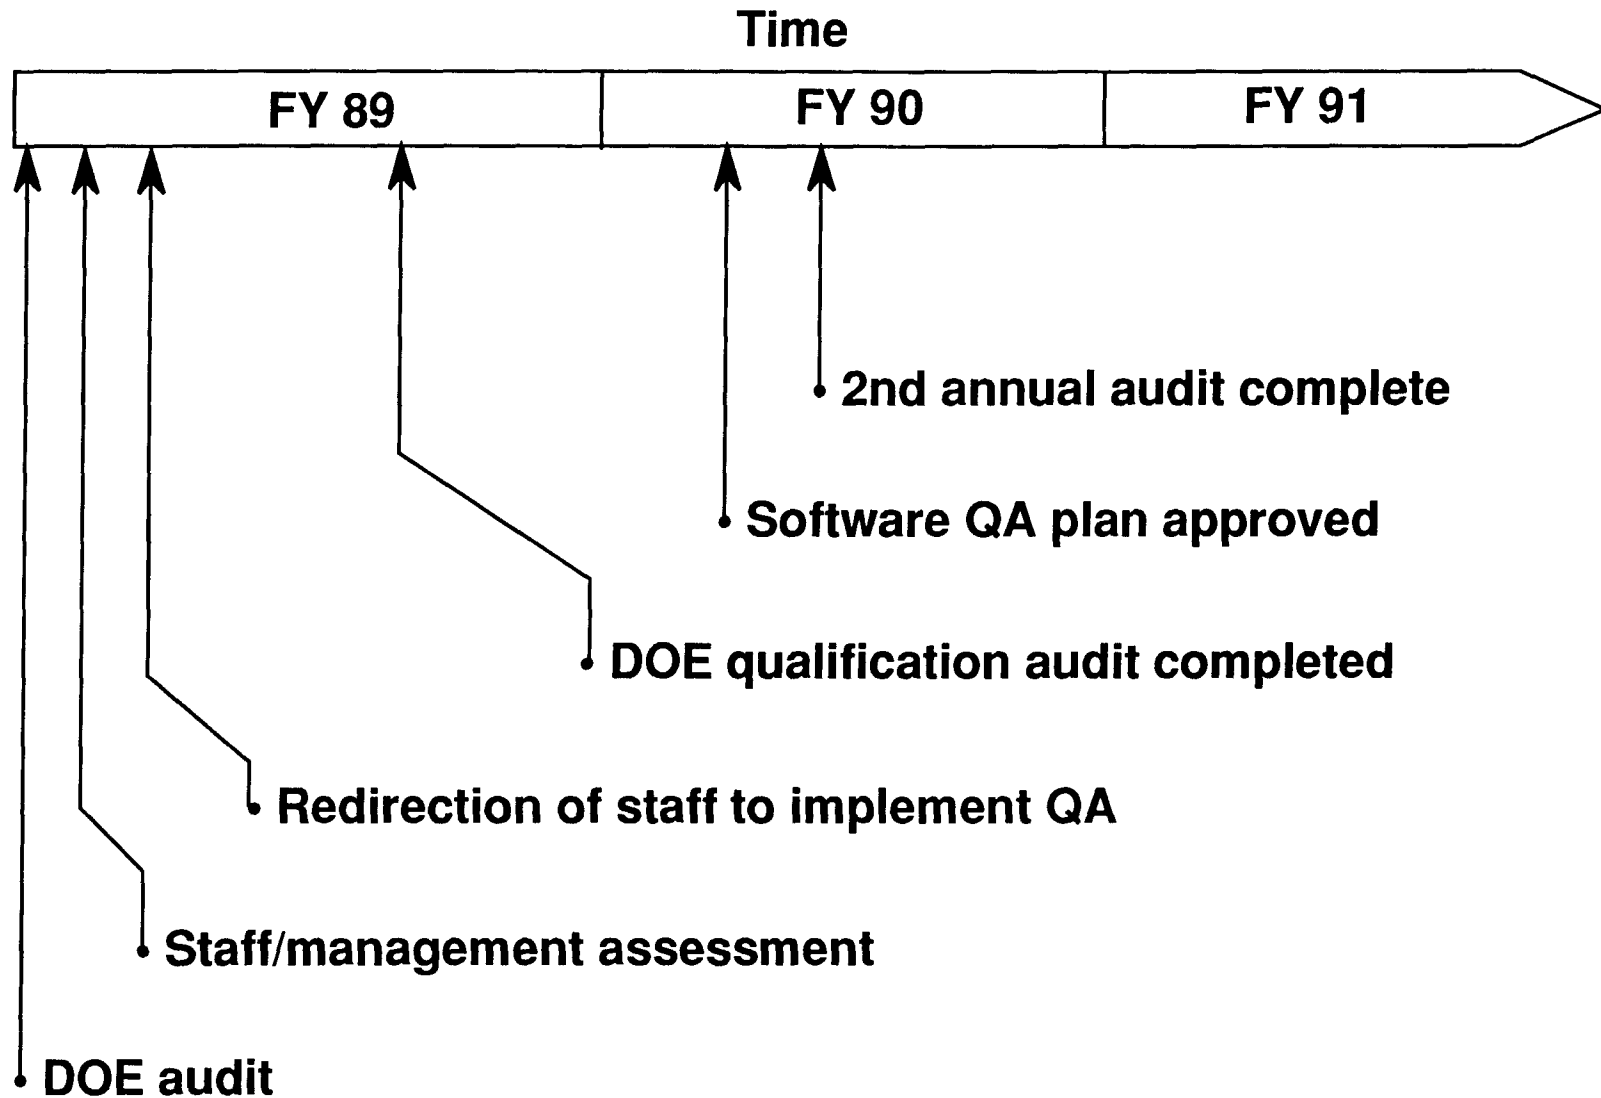 Time
FY 89
FY 90
FY 91
2nd annual audit complete
Software QA plan approved
DOE qualification audit completed
Redirection of staff to implement QA
Staff/management assessment
DOE audit